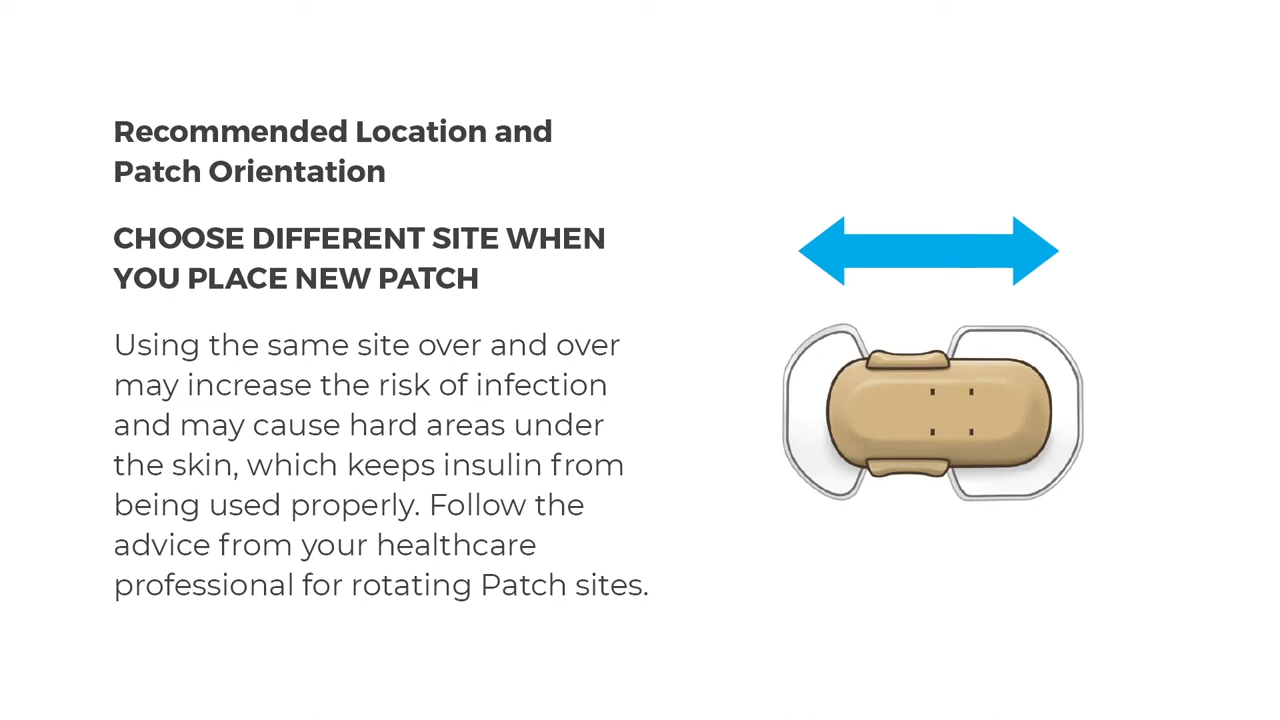 Recommended Location and
Patch Orientation
CHOOSE DIFFERENT SITE WHEN
YOU PLACE NEW PATCH
Using the same site over and over
may increase the risk of infection
and may cause hard areas under
the skin, which keeps insulin from
being used properly. Follow the
advice from your healthcare
professional for rotating Patch sites.